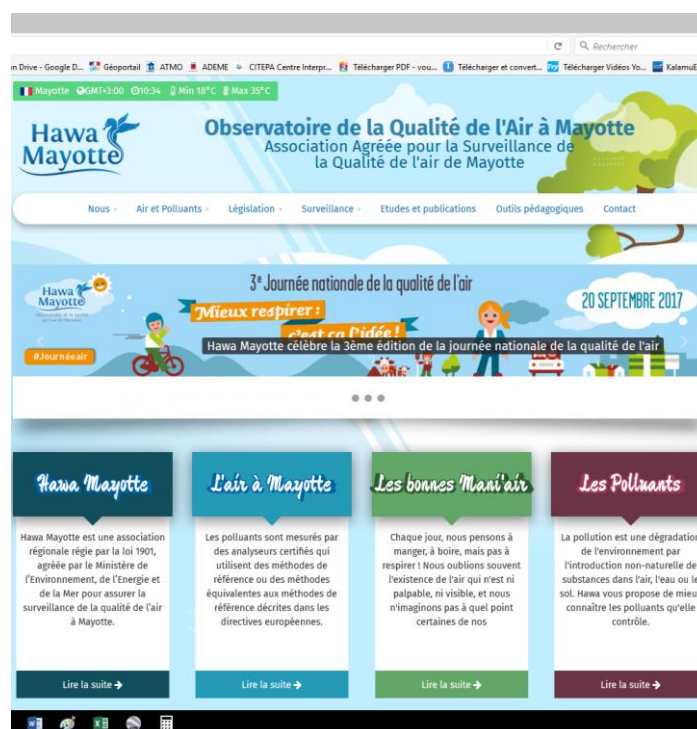 Rechercher
on Drive - Google D... Géoportail ATMO ADEME CITEPA Centre Interpr... Télécharger PDF - vou... Télécharger et convert... Télécharger Vidéos Yo... KalamuE
Mayotte GMT+3:00 10:34 Min 18°C Max 35°C
Hawa
Mayotte
Observatoire de la Qualité de l'Air à Mayotte
Association Agréée pour la Surveillance de
la Qualité de l'air de Mayotte
Nous Air et Polluants Législation Surveillance Etudes et publications Outils pédagogiques Contact
Hawa
Mayotte
3e Journée nationale de la qualité de l'air
Mieux respirer :
c'est ça l'idée !
20 SEPTEMBRE 2017
#Journéeair
Hawa Mayotte célèbre la 3ème édition de la journée nationale de la qualité de l'air
Hawa Mayotte
Hawa Mayotte est une association
régionale régie par la loi 1901,
agréée par le Ministère de
l'Environnement, de l'Energie et
de la Mer pour assurer la
surveillance de la qualité de l'air
à Mayotte.
Lire la suite →
L'air à Mayotte
Les polluants sont mesurés par
des analyseurs certifiés qui
utilisent des méthodes de
référence ou des méthodes
équivalentes aux méthodes de
référence décrites dans les
directives européennes.
Lire la suite →
Les bonnes Mani'air
Chaque jour, nous pensons à
manger, à boire, mais pas à
respirer ! Nous oublions souvent
l'existence de l'air qui n'est ni
palpable, ni visible, et nous
n'imaginons pas à quel point
certaines de nos
Lire la suite →
Les Polluants
La pollution est une dégradation
de l'environnement par
l'introduction non-naturelle de
substances dans l'air, l'eau ou le
sol. Hawa vous propose de mieu
connaître les polluants qu'elle
contrôle.
Lire la suite →